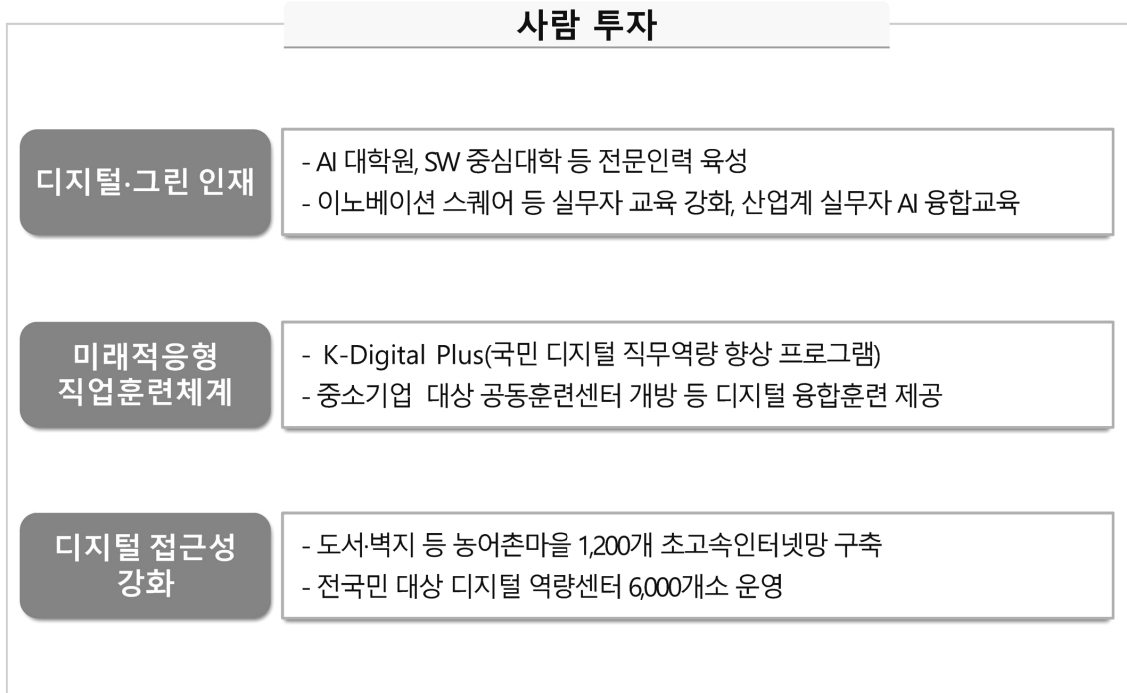 사람 투자
디지털·그린 인재
- AI 대학원, SW 중심대학 등 전문인력 육성
- 이노베이션 스퀘어 등 실무자 교육 강화, 산업계 실무자 AI 융합교육
미래적응형
직업훈련체계
- K-Digital Plus(국민 디지털 직무역량 향상 프로그램)
- 중소기업 대상 공동훈련센터 개방 등 디지털 융합훈련 제공
디지털 접근성
강화
- 도서·벽지 등 농어촌마을 1,200개 초고속인터넷망 구축
- 전국민 대상 디지털 역량센터 6,000개소 운영